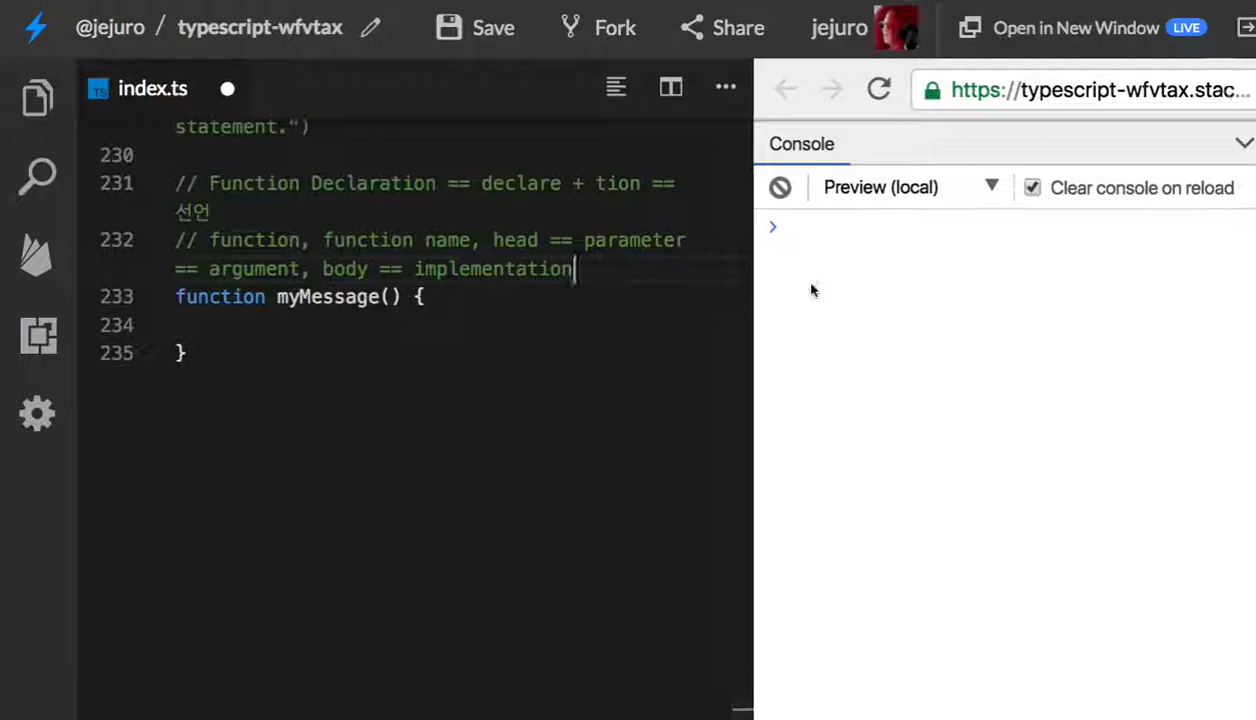 @jejuro / typescript-wfvtax Save Fork Share jejuro Open in New Window LIVE
TS index.ts
https://typescript-wfvtax.stac...
statement.")
Console
230
231 // Function Declaration == declare + tion ==
선언
Preview (local) Clear console on reload
232 // function, function name, head == parameter
== argument, body == implementation
233 function myMessage() {
234
235 }